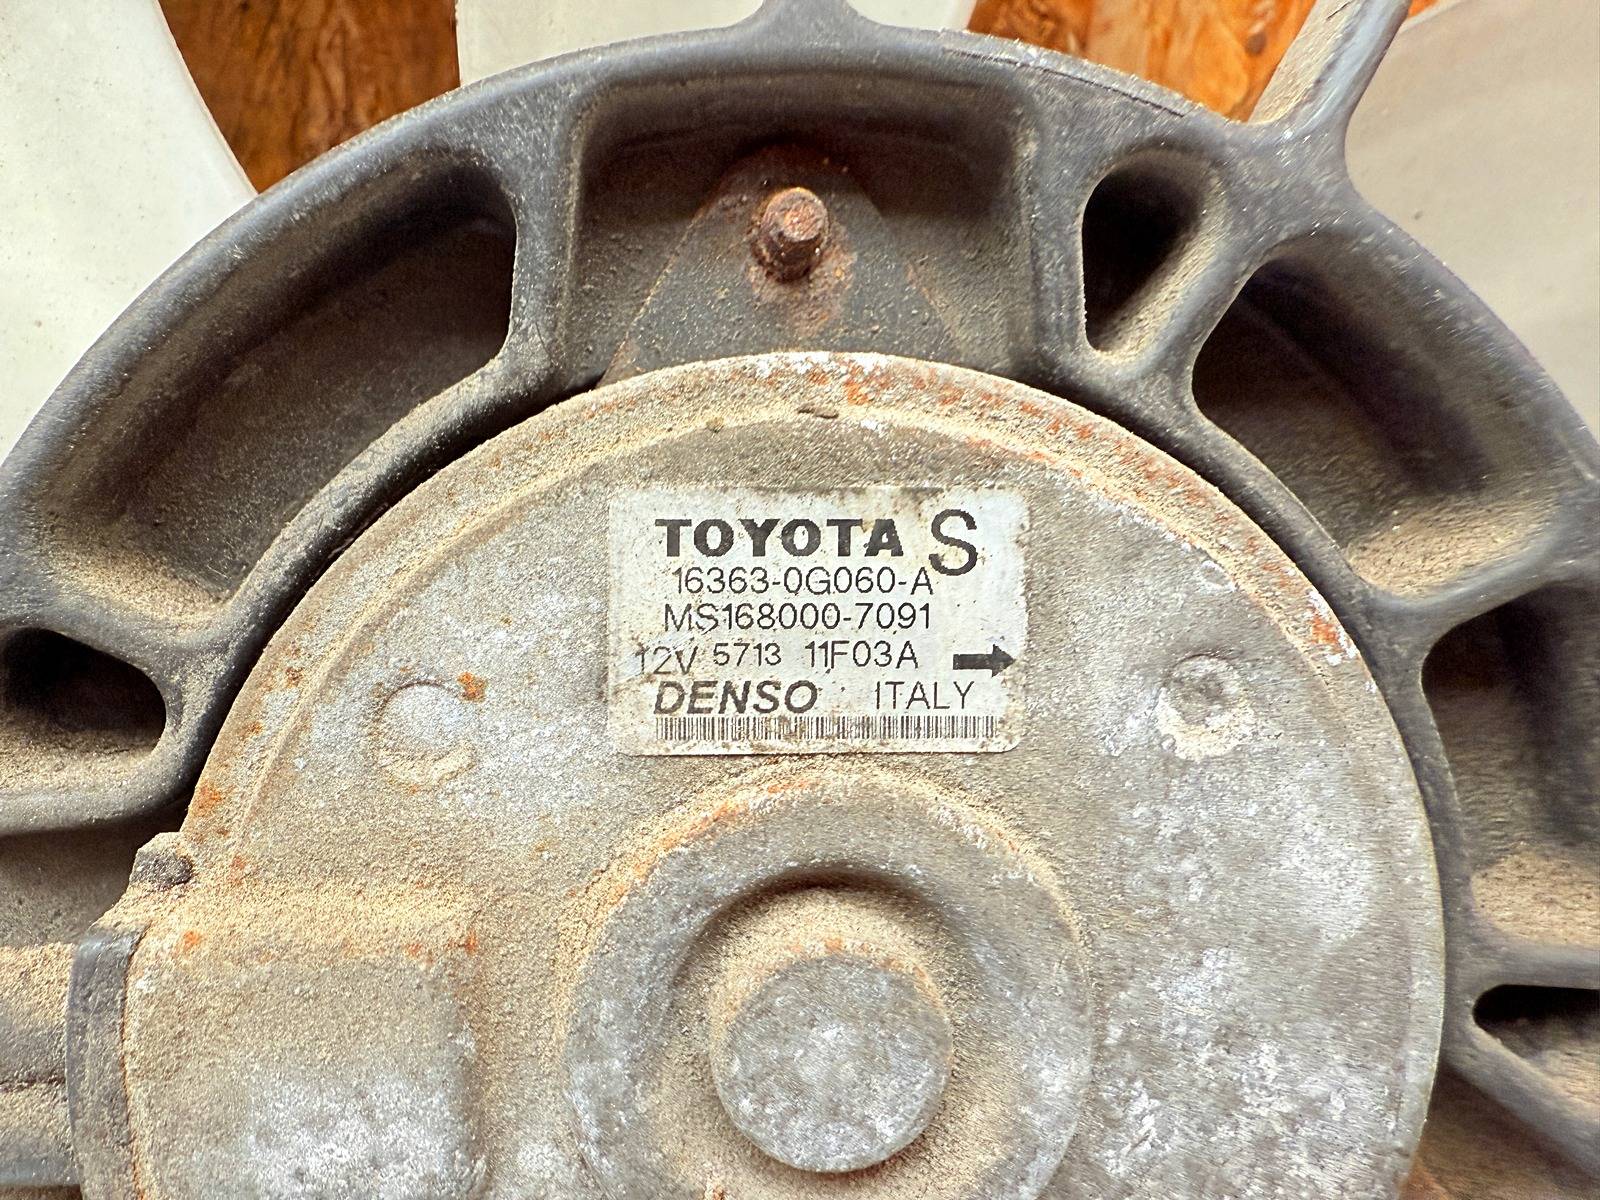 TOYOTA S
16363-0G060-A
MS168000-7091
12V 5713 11F03A
DENSO ITALY